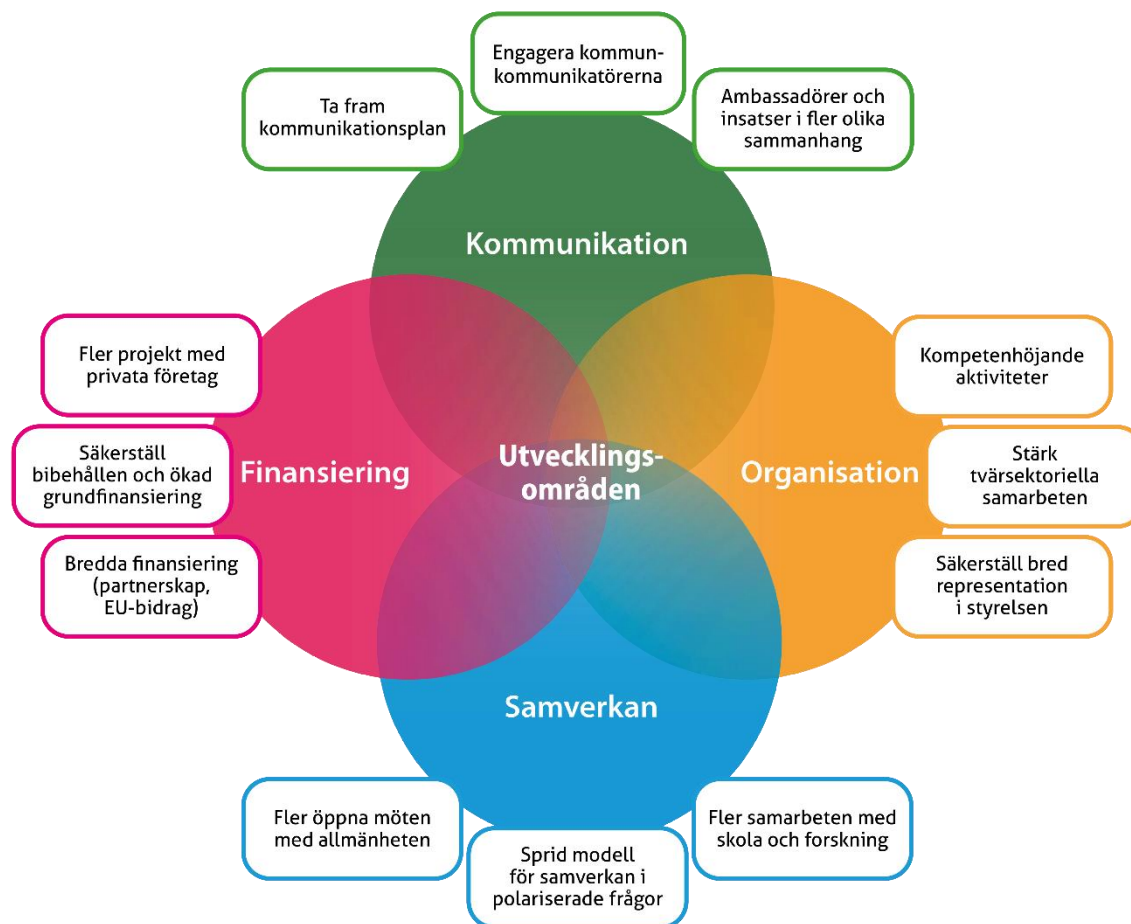 Engagera kommun-
kommunikatörerna
Ta fram
kommunikationsplan
Ambassadörer och
insatser i fler olika
sammanhang
Kommunikation
Fler projekt med
privata företag
Säkerställ
bibehållen och ökad
grundfinansiering
Bredda finansiering
(partnerskap,
EU-bidrag)
Finansiering
Utvecklings-
områden
Organisation
Kompetenhöjande
aktiviteter
Stärk
tvärsektoriella
samarbeten
Säkerställ bred
representation
i styrelsen
Samverkan
Fler öppna möten
med allmänheten
Sprid modell
för samverkan i
polariserade frågor
Fler samarbeten med
skola och forskning